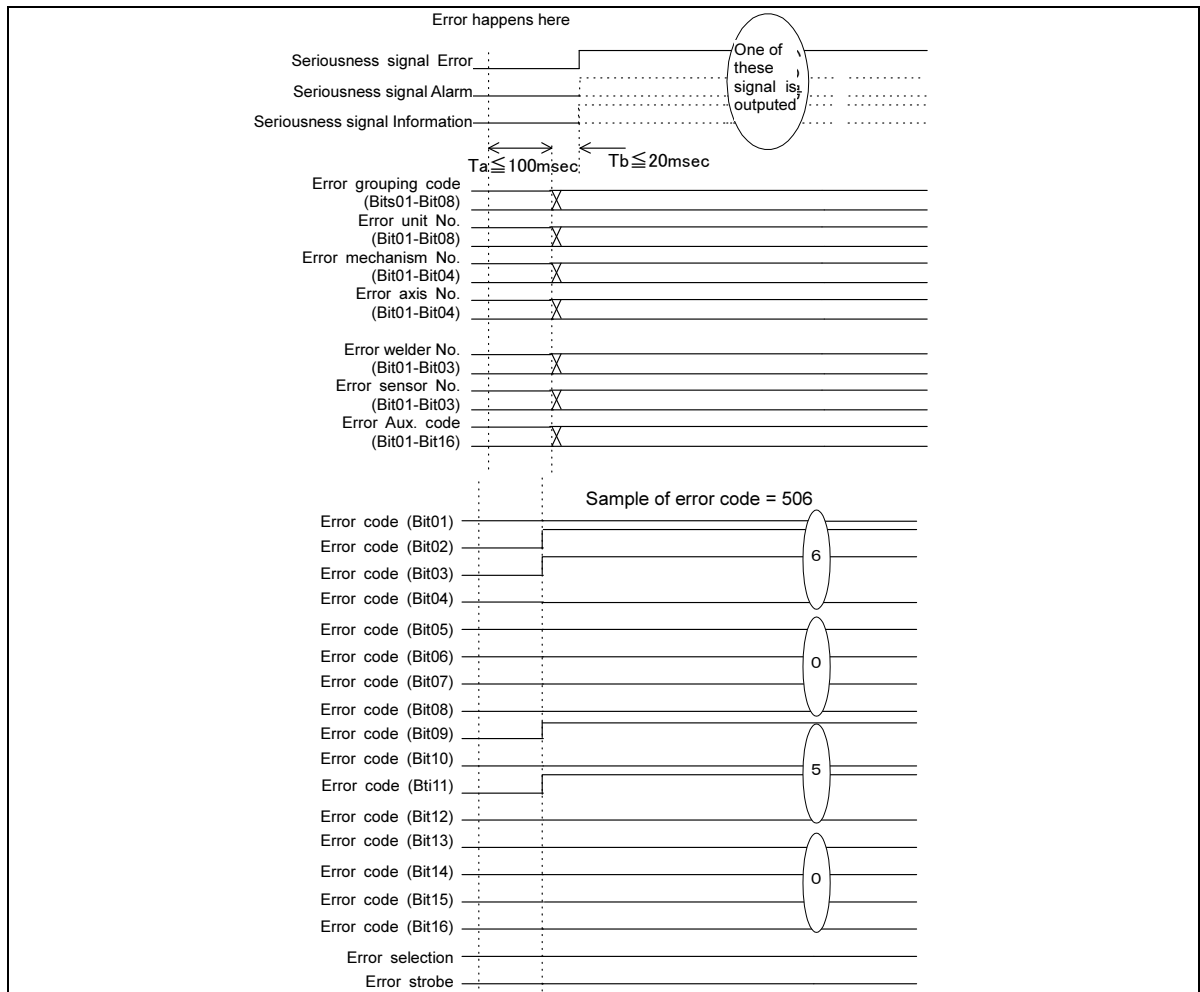 Error happens here
Seriousness signal Error
One of
these
signal is
outputed
Seriousness signal Alarm
Seriousness signal Information
Ta≦100msec
Tb≦20msec
Error grouping code
(Bits01-Bit08)
Error unit No.
(Bit01-Bit08)
Error mechanism No.
(Bit01-Bit04)
Error axis No.
(Bit01-Bit04)
Error welder No.
(Bit01-Bit03)
Error sensor No.
(Bit01-Bit03)
Error Aux. code
(Bit01-Bit16)
Sample of error code = 506
Error code (Bit01)
Error code (Bit02)
Error code (Bit03)
6
Error code (Bit04)
Error code (Bit05)
Error code (Bit06)
0
Error code (Bit07)
Error code (Bit08)
Error code (Bit09)
Error code (Bit10)
5
Error code (Bti11)
Error code (Bit12)
Error code (Bit13)
Error code (Bit14)
0
Error code (Bit15)
Error code (Bit16)
Error selection
Error strobe